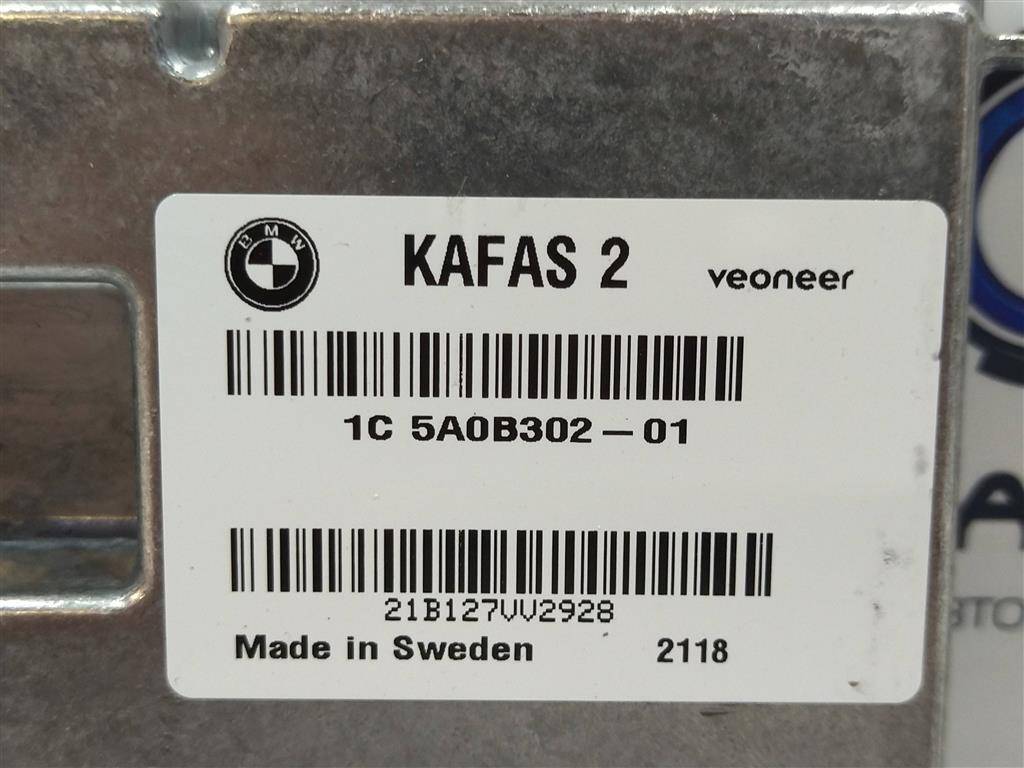 BMW KAFAS 2 veoneer
1C 5A0B302-01
21B127VV2928
Made in Sweden 2118